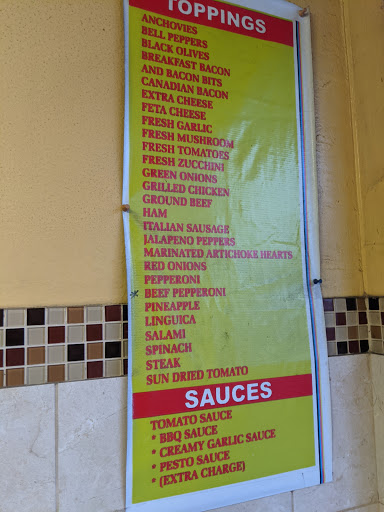 TOPPINGS
ANCHOVIES
BELL PEPPERS
BLACK OLIVES
BREAKFAST BACON
AND BACON BITS
CANADIAN BACON
EXTRA CHEESE
FETA CHEESE
FRESH GARLIC
FRESH MUSHROOM
FRESH TOMATOES
FRESH ZUCCHINI
GREEN ONIONS
GRILLED CHICKEN
GROUND BEEF
HAM
ITALIAN SAUSAGE
JALAPENO PEPPERS
MARINATED ARTICHOKE HEARTS
RED ONIONS
PEPPERONI
* BEEF PEPPERONI
PINEAPPLE
LINGUICA
SALAMI
SPINACH
STEAK
SUN DRIED TOMATO
SAUCES
TOMATO SAUCE
* BBQ SAUCE
* CREAMY GARLIC SAUCE
* PESTO SAUCE
* (EXTRA CHARGE)